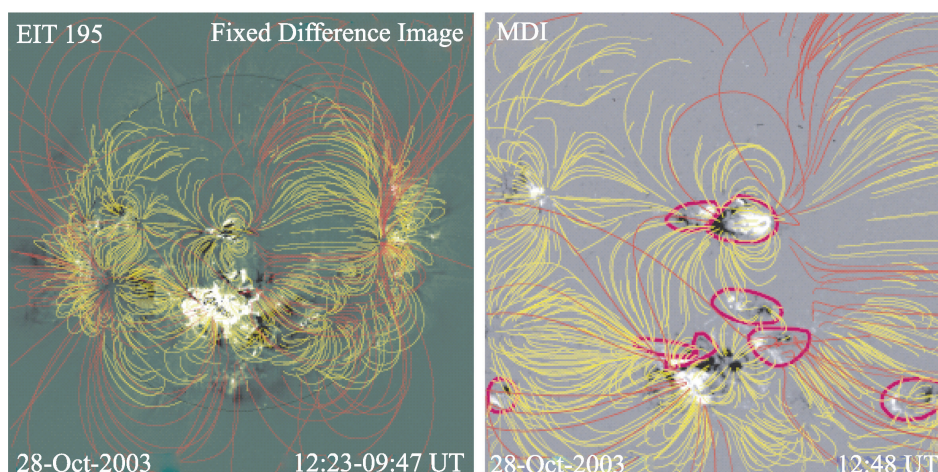 EIT 195 Fixed Difference Image
28-Oct-2003 12:23-09:47 UT
MDI
28-Oct-2003 12:48 UT